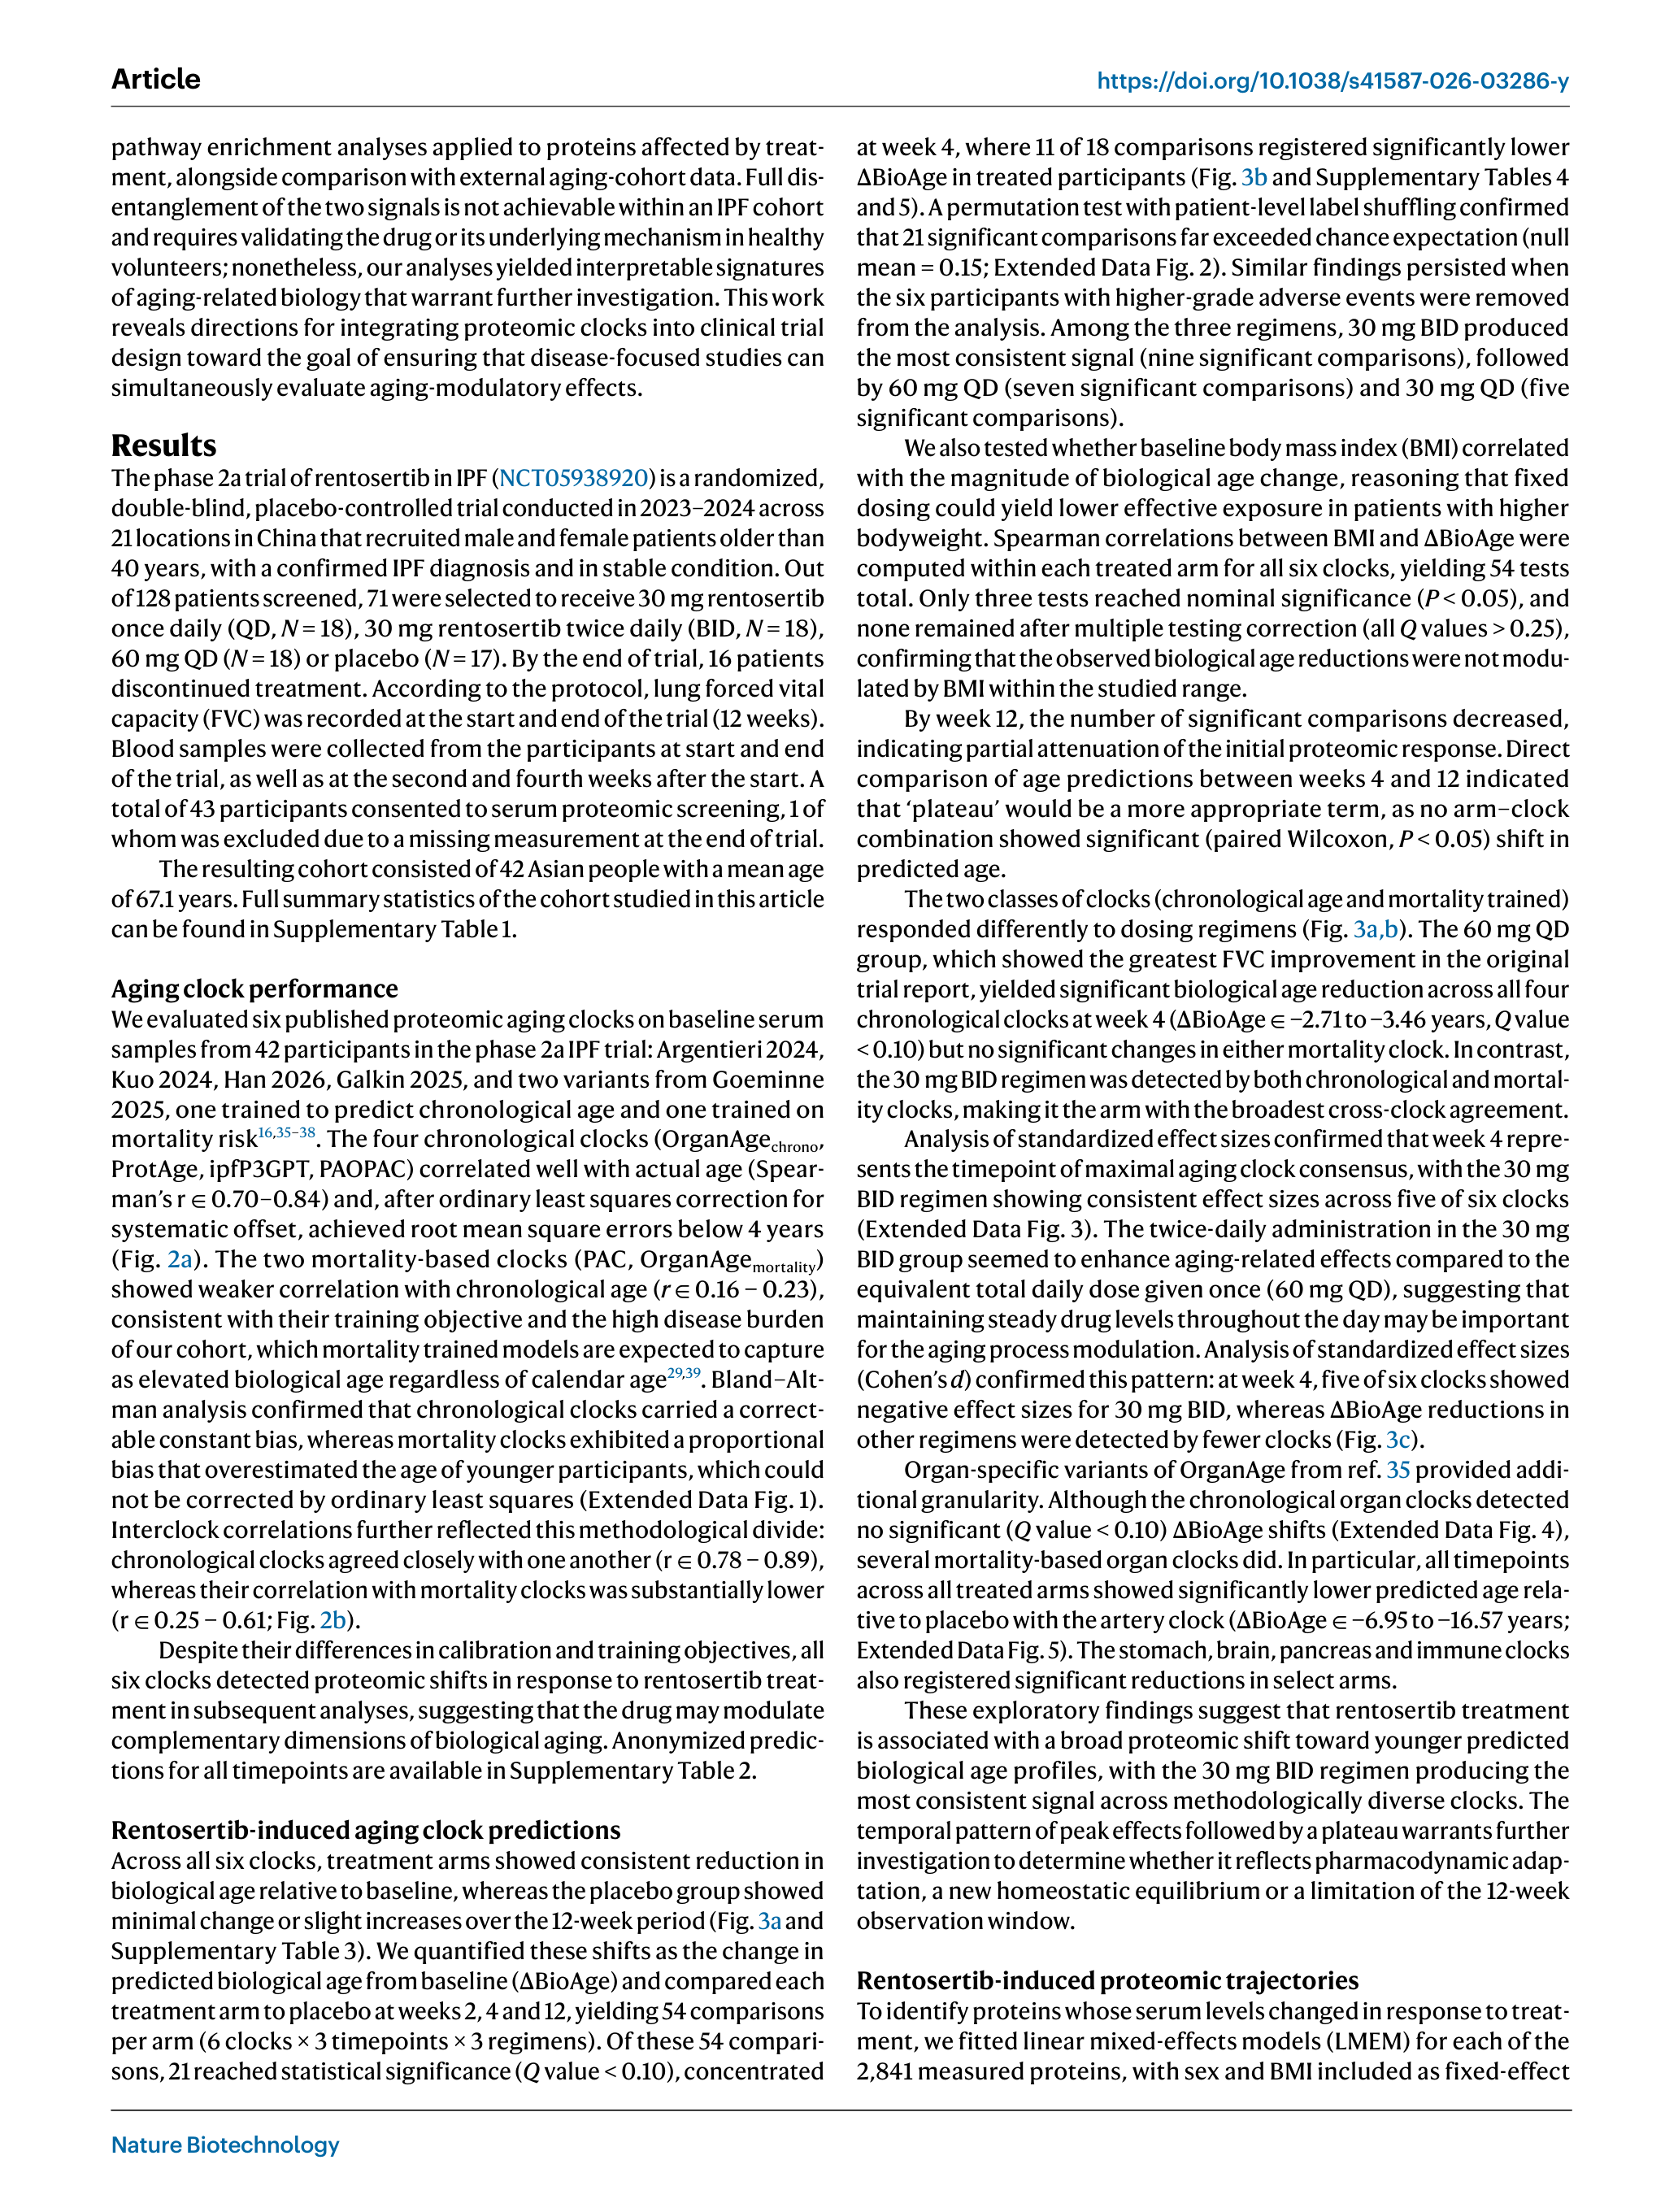 Article
https://doi.org/10.1038/s41587-026-03286-y
pathway enrichment analyses applied to proteins affected by treat-
ment, alongside comparison with external aging-cohort data. Full dis-
entanglement of the two signals is not achievable within an IPF cohort
and requires validating the drug or its underlying mechanism in healthy
volunteers; nonetheless, our analyses yielded interpretable signatures
of aging-related biology that warrant further investigation. This work
reveals directions for integrating proteomic clocks into clinical trial
design toward the goal of ensuring that disease-focused studies can
simultaneously evaluate aging-modulatory effects.
Results
The phase 2a trial of rentosertib in IPF (NCT05938920) is a randomized,
double-blind, placebo-controlled trial conducted in 2023–2024 across
21 locations in China that recruited male and female patients older than
40 years, with a confirmed IPF diagnosis and in stable condition. Out
of 128 patients screened, 71 were selected to receive 30 mg rentosertib
once daily (QD, N = 18), 30 mg rentosertib twice daily (BID, N = 18),
60 mg QD (N = 18) or placebo (N = 17). By the end of trial, 16 patients
discontinued treatment. According to the protocol, lung forced vital
capacity (FVC) was recorded at the start and end of the trial (12 weeks).
Blood samples were collected from the participants at start and end
of the trial, as well as at the second and fourth weeks after the start. A
total of 43 participants consented to serum proteomic screening, 1 of
whom was excluded due to a missing measurement at the end of trial.
The resulting cohort consisted of 42 Asian people with a mean age
of 67.1 years. Full summary statistics of the cohort studied in this article
can be found in Supplementary Table 1.
Aging clock performance
We evaluated six published proteomic aging clocks on baseline serum
samples from 42 participants in the phase 2a IPF trial: Argentieri 2024,
Kuo 2024, Han 2026, Galkin 2025, and two variants from Goeminne
2025, one trained to predict chronological age and one trained on
mortality risk16,35–38. The four chronological clocks (OrganAgechrono,
ProtAge, ipfP3GPT, PAOPAC) correlated well with actual age (Spear-
man's r ∈ 0.70–0.84) and, after ordinary least squares correction for
systematic offset, achieved root mean square errors below 4 years
(Fig. 2a). The two mortality-based clocks (PAC, OrganAgemortality)
showed weaker correlation with chronological age (r ∈ 0.16 – 0.23),
consistent with their training objective and the high disease burden
of our cohort, which mortality trained models are expected to capture
as elevated biological age regardless of calendar age29,39. Bland–Alt-
man analysis confirmed that chronological clocks carried a correct-
able constant bias, whereas mortality clocks exhibited a proportional
bias that overestimated the age of younger participants, which could
not be corrected by ordinary least squares (Extended Data Fig. 1).
Interclock correlations further reflected this methodological divide:
chronological clocks agreed closely with one another (r ∈ 0.78 – 0.89),
whereas their correlation with mortality clocks was substantially lower
(r ∈ 0.25 – 0.61; Fig. 2b).
Despite their differences in calibration and training objectives, all
six clocks detected proteomic shifts in response to rentosertib treat-
ment in subsequent analyses, suggesting that the drug may modulate
complementary dimensions of biological aging. Anonymized predic-
tions for all timepoints are available in Supplementary Table 2.
Rentosertib-induced aging clock predictions
Across all six clocks, treatment arms showed consistent reduction in
biological age relative to baseline, whereas the placebo group showed
minimal change or slight increases over the 12-week period (Fig. 3a and
Supplementary Table 3). We quantified these shifts as the change in
predicted biological age from baseline (ΔBioAge) and compared each
treatment arm to placebo at weeks 2, 4 and 12, yielding 54 comparisons
per arm (6 clocks × 3 timepoints × 3 regimens). Of these 54 compari-
sons, 21 reached statistical significance (Q value < 0.10), concentrated
at week 4, where 11 of 18 comparisons registered significantly lower
ΔBioAge in treated participants (Fig. 3b and Supplementary Tables 4
and 5). A permutation test with patient-level label shuffling confirmed
that 21 significant comparisons far exceeded chance expectation (null
mean = 0.15; Extended Data Fig. 2). Similar findings persisted when
the six participants with higher-grade adverse events were removed
from the analysis. Among the three regimens, 30 mg BID produced
the most consistent signal (nine significant comparisons), followed
by 60 mg QD (seven significant comparisons) and 30 mg QD (five
significant comparisons).
We also tested whether baseline body mass index (BMI) correlated
with the magnitude of biological age change, reasoning that fixed
dosing could yield lower effective exposure in patients with higher
bodyweight. Spearman correlations between BMI and ΔBioAge were
computed within each treated arm for all six clocks, yielding 54 tests
total. Only three tests reached nominal significance (P < 0.05), and
none remained after multiple testing correction (all Q values > 0.25),
confirming that the observed biological age reductions were not modu-
lated by BMI within the studied range.
By week 12, the number of significant comparisons decreased,
indicating partial attenuation of the initial proteomic response. Direct
comparison of age predictions between weeks 4 and 12 indicated
that 'plateau' would be a more appropriate term, as no arm–clock
combination showed significant (paired Wilcoxon, P < 0.05) shift in
predicted age.
The two classes of clocks (chronological age and mortality trained)
responded differently to dosing regimens (Fig. 3a,b). The 60 mg QD
group, which showed the greatest FVC improvement in the original
trial report, yielded significant biological age reduction across all four
chronological clocks at week 4 (ΔBioAge ∈ −2.71 to −3.46 years, Q value
< 0.10) but no significant changes in either mortality clock. In contrast,
the 30 mg BID regimen was detected by both chronological and mortal-
ity clocks, making it the arm with the broadest cross-clock agreement.
Analysis of standardized effect sizes confirmed that week 4 repre-
sents the timepoint of maximal aging clock consensus, with the 30 mg
BID regimen showing consistent effect sizes across five of six clocks
(Extended Data Fig. 3). The twice-daily administration in the 30 mg
BID group seemed to enhance aging-related effects compared to the
equivalent total daily dose given once (60 mg QD), suggesting that
maintaining steady drug levels throughout the day may be important
for the aging process modulation. Analysis of standardized effect sizes
(Cohen's d) confirmed this pattern: at week 4, five of six clocks showed
negative effect sizes for 30 mg BID, whereas ΔBioAge reductions in
other regimens were detected by fewer clocks (Fig. 3c).
Organ-specific variants of OrganAge from ref. 35 provided addi-
tional granularity. Although the chronological organ clocks detected
no significant (Q value < 0.10) ΔBioAge shifts (Extended Data Fig. 4),
several mortality-based organ clocks did. In particular, all timepoints
across all treated arms showed significantly lower predicted age rela-
tive to placebo with the artery clock (ΔBioAge ∈ −6.95 to −16.57 years;
Extended Data Fig. 5). The stomach, brain, pancreas and immune clocks
also registered significant reductions in select arms.
These exploratory findings suggest that rentosertib treatment
is associated with a broad proteomic shift toward younger predicted
biological age profiles, with the 30 mg BID regimen producing the
most consistent signal across methodologically diverse clocks. The
temporal pattern of peak effects followed by a plateau warrants further
investigation to determine whether it reflects pharmacodynamic adap-
tation, a new homeostatic equilibrium or a limitation of the 12-week
observation window.
Rentosertib-induced proteomic trajectories
To identify proteins whose serum levels changed in response to treat-
ment, we fitted linear mixed-effects models (LMEM) for each of the
2,841 measured proteins, with sex and BMI included as fixed-effect
Nature Biotechnology